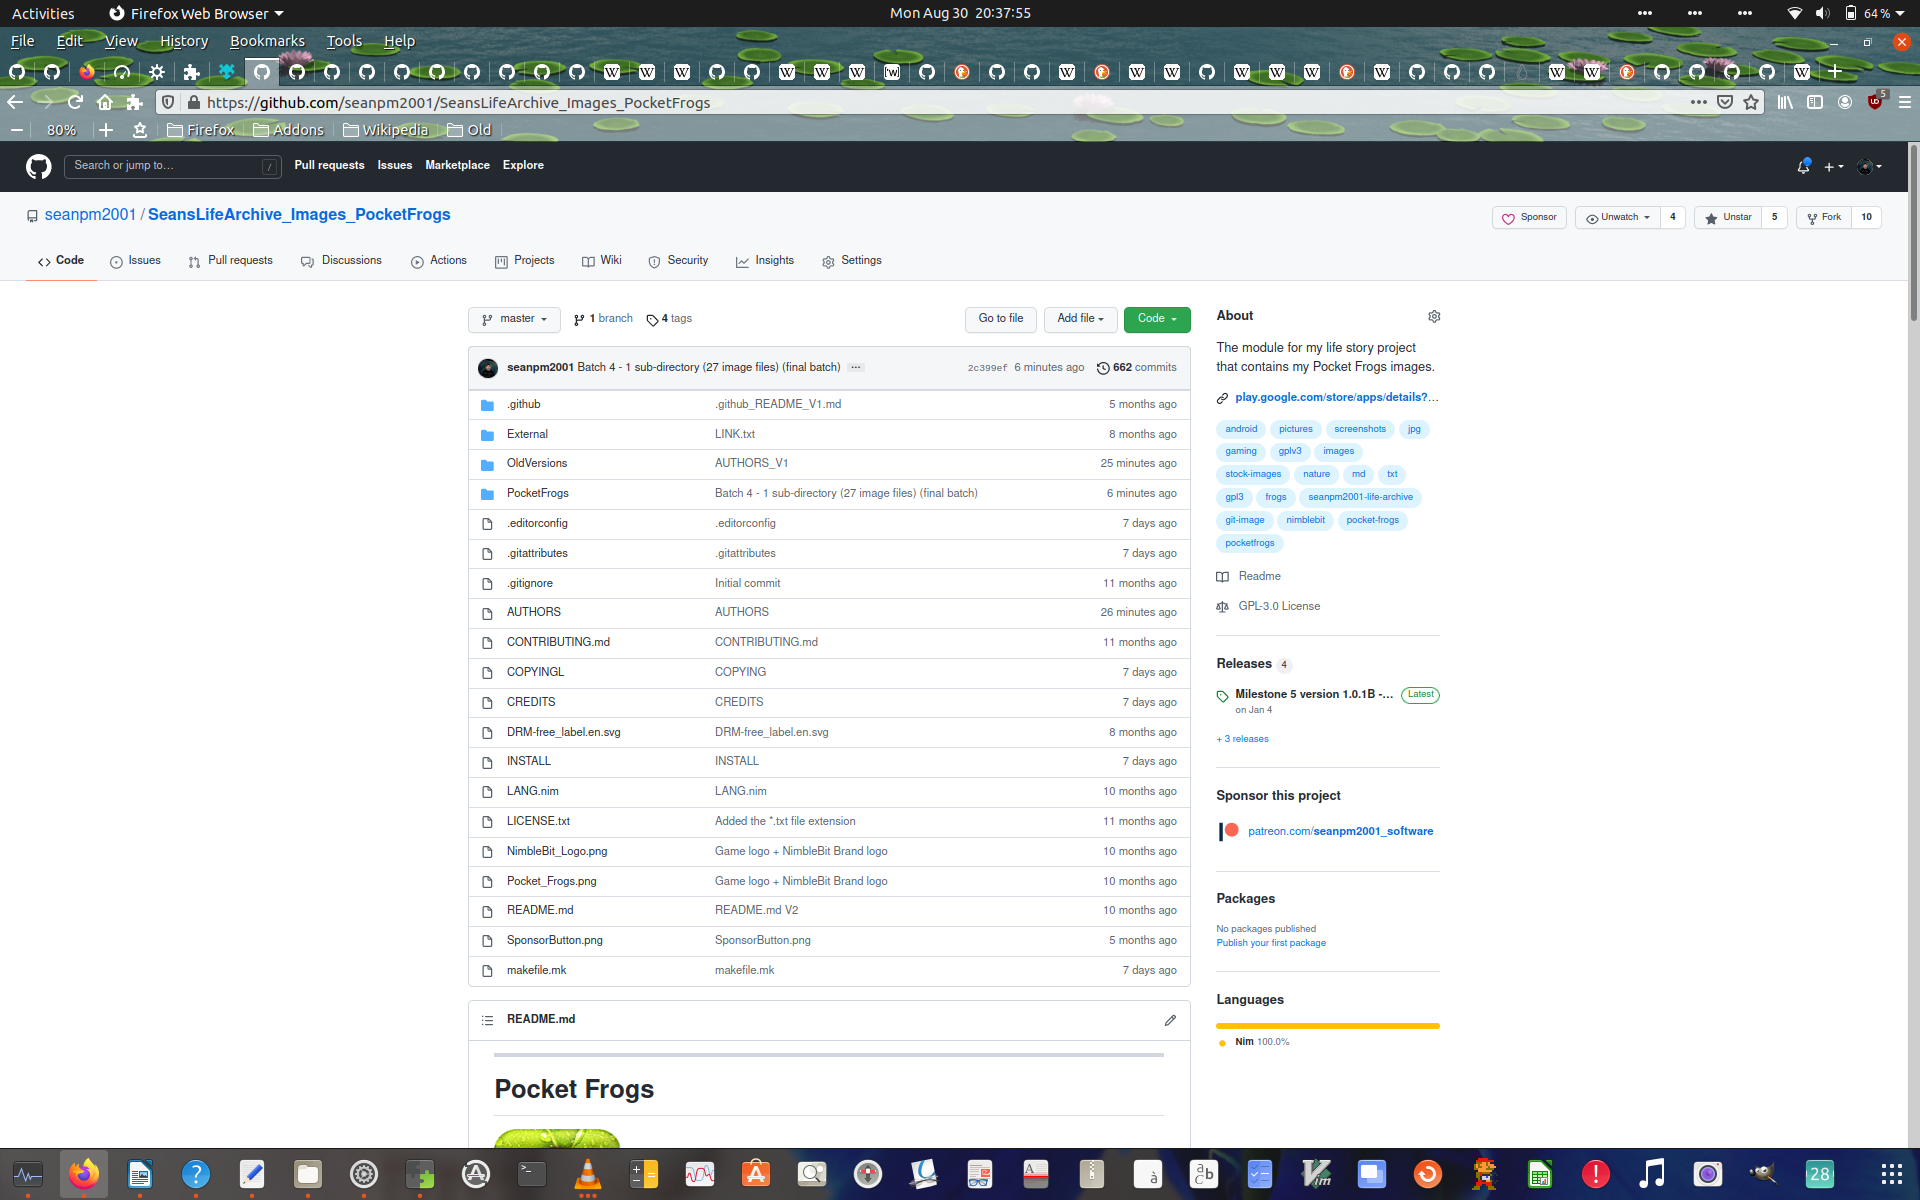 Activities Firefox Web Browser Mon Aug 30 20:37:55 64 %
File Edit View History Bookmarks Tools Help
https://github.com/seanpm2001/SeansLifeArchive_Images_PocketFrogs 5
80% Firefox Addons Wikipedia Old
Search or jump to... / Pull requests Issues Marketplace Explore
seanpm2001 / SeansLifeArchive_Images_PocketFrogs Sponsor Unwatch 4 Unstar 5 Fork 10
Code Issues Pull requests Discussions Actions Projects Wiki Security Insights Settings
master 1 branch 4 tags Go to file Add file Code
seanpm2001 Batch 4 - 1 sub-directory (27 image files) (final batch) ... 2c399ef 6 minutes ago 662 commits
.github .github_README_V1.md 5 months ago
External LINK.txt 8 months ago
OldVersions AUTHORS_V1 25 minutes ago
PocketFrogs Batch 4 - 1 sub-directory (27 image files) (final batch) 6 minutes ago
.editorconfig .editorconfig 7 days ago
.gitattributes .gitattributes 7 days ago
.gitignore Initial commit 11 months ago
AUTHORS AUTHORS 26 minutes ago
CONTRIBUTING.md CONTRIBUTING.md 11 months ago
COPYINGL COPYING 7 days ago
CREDITS CREDITS 7 days ago
DRM-free_label.en.svg DRM-free_label.en.svg 8 months ago
INSTALL INSTALL 7 days ago
LANG.nim LANG.nim 10 months ago
LICENSE.txt Added the *.txt file extension 11 months ago
NimbleBit_Logo.png Game logo + NimbleBit Brand logo 10 months ago
Pocket_Frogs.png Game logo + NimbleBit Brand logo 10 months ago
README.md README.md V2 10 months ago
SponsorButton.png SponsorButton.png 5 months ago
makefile.mk makefile.mk 7 days ago
README.md
Pocket Frogs
About
The module for my life story project
that contains my Pocket Frogs images.
play.google.com/store/apps/details?...
android pictures screenshots jpg
gaming gplv3 images
stock-images nature md txt
gpl3 frogs seanpm2001-life-archive
git-image nimblebit pocket-frogs
pocketfrogs
Readme
GPL-3.0 License
Releases 4
Milestone 5 version 1.0.1B -... Latest
on Jan 4
+ 3 releases
Sponsor this project
patreon.com/seanpm2001_software
Packages
No packages published
Publish your first package
Languages
Nim 100.0%
28